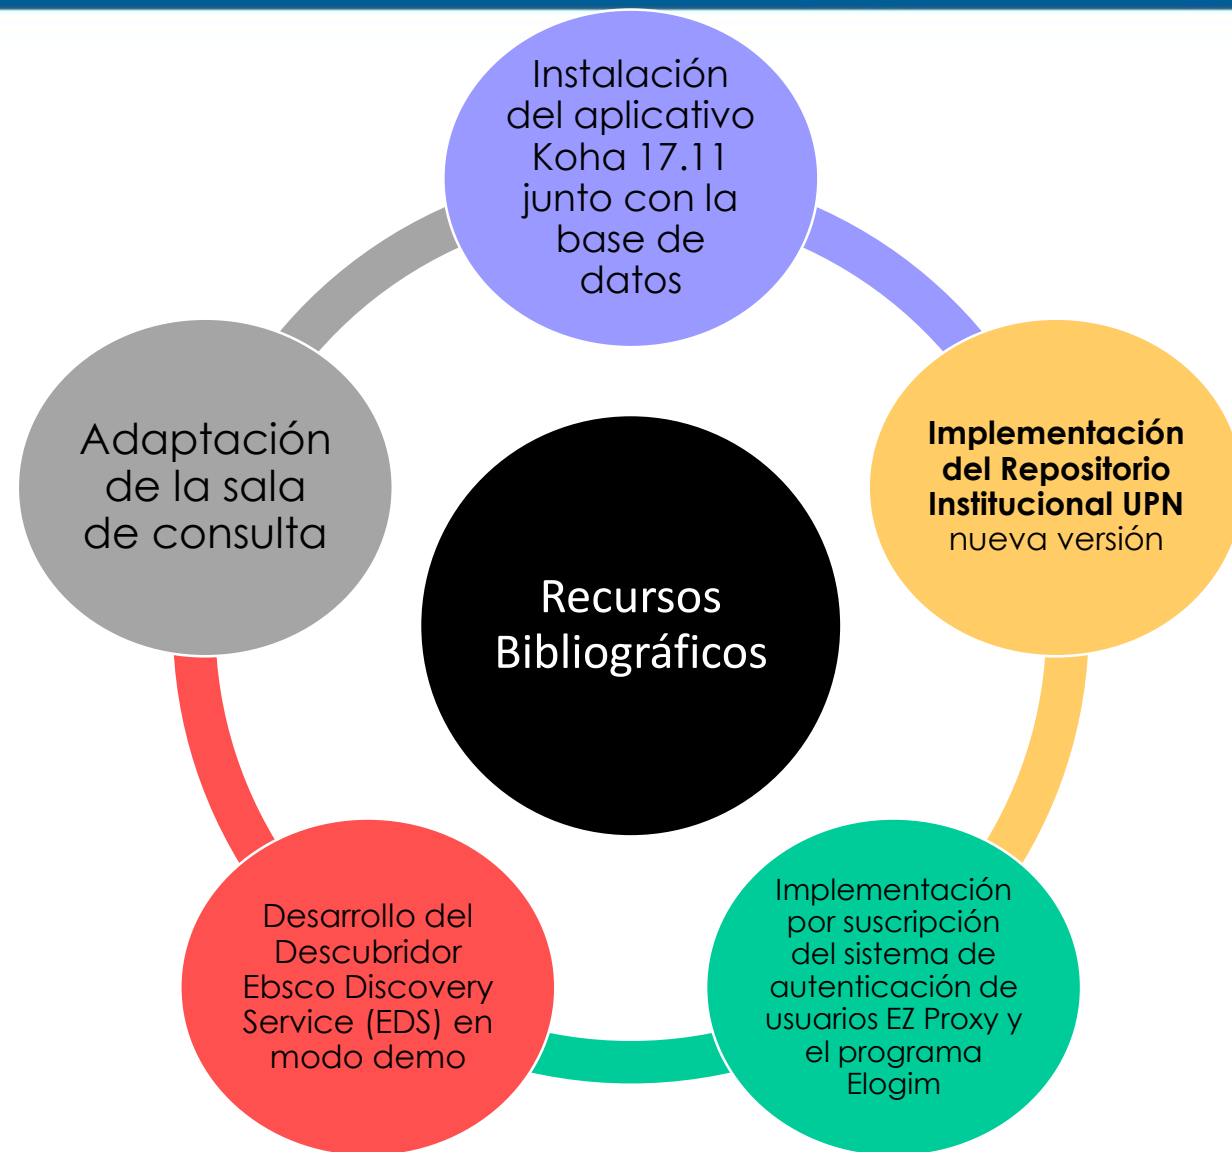 Instalación
del aplicativo
Koha 17.11
junto con la
base de
datos
Implementación
del Repositorio
Institucional UPN
nueva versión
Implementación
por suscripción
del sistema de
autenticación de
usuarios EZ Proxy y
el programa
Elogim
Desarrollo del
Descubridor
Ebsco Discovery
Service (EDS) en
modo demo
Adaptación
de la sala
de consulta
Recursos
Bibliográficos